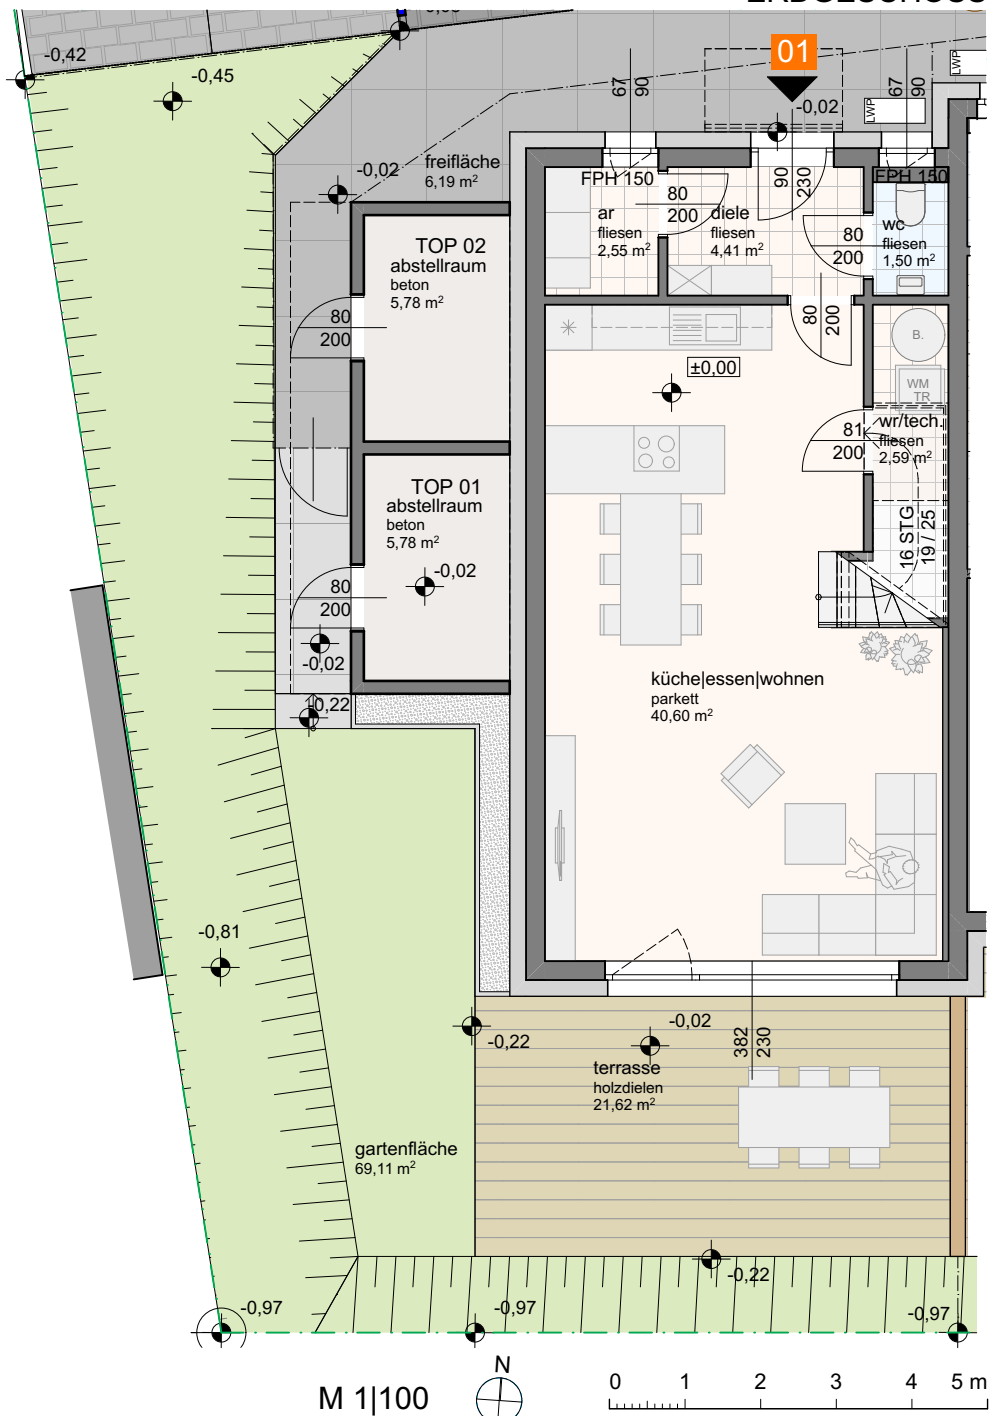 01
-0,42
-0,45
-0,02
67
90
LWP
67
90
LWP
-0,02
freifläche
6,19 m²
FPH 150
90
230
FPH 150
ar
fliesen
2,55 m²
80
200
diele
fliesen
4,41 m²
80
200
wc
fliesen
1,50 m²
TOP 02
abstellraum
beton
5,78 m²
80
200
80
200
B.
±0,00
WM
TR
81
200
wr/tech.
fliesen
2,59 m²
TOP 01
abstellraum
beton
5,78 m²
-0,02
16 STG
19 / 25
80
200
-0,02
-0,22
küche|essen|wohnen
parkett
40,60 m²
-0,81
-0,22
-0,02
382
230
terrasse
holzdielen
21,62 m²
gartenfläche
69,11 m²
-0,22
-0,97
-0,97
-0,97
M 1|100
N
0 1 2 3 4 5 m